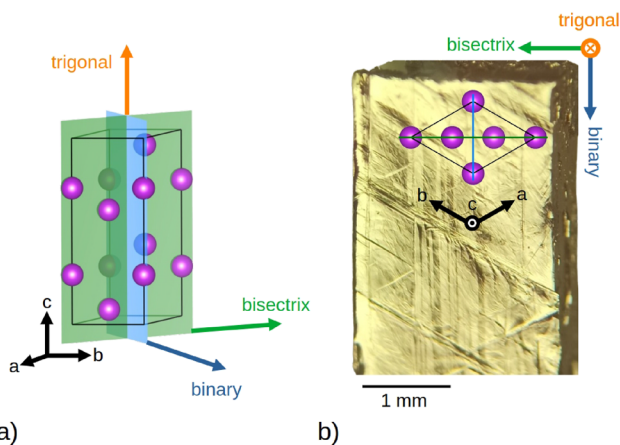 trigonal
bisectrix
binary
c
a
b
a)
trigonal
bisectrix
binary
b
c
a
1 mm
b)